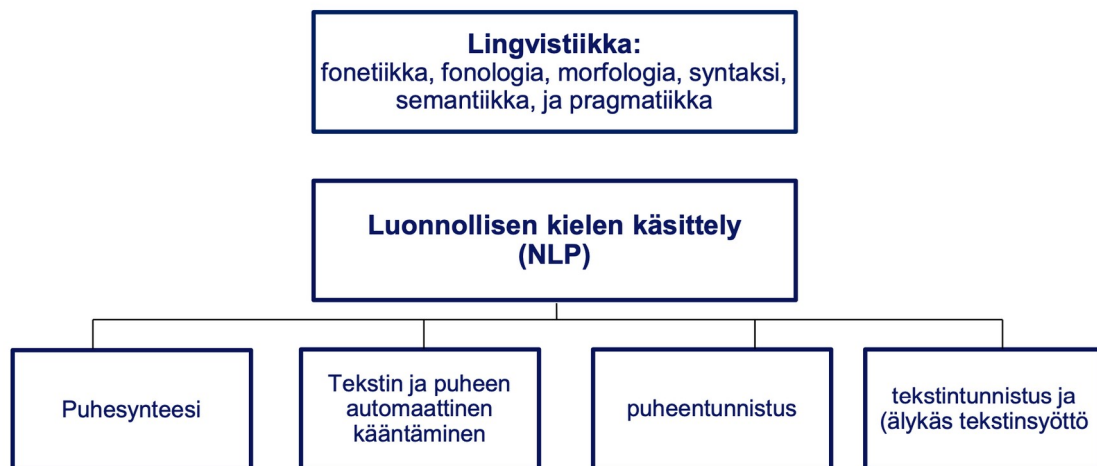 Lingvistiikka:
fonetiikka, fonologia, morfologia, syntaksi,
semantiikka, ja pragmatiikka
Luonnollisen kielen käsittely
(NLP)
Puhesynteesi
Tekstin ja puheen
automaattinen
kääntäminen
puheentunnistus
tekstintunnistus ja
(älykäs tekstinsyöttö